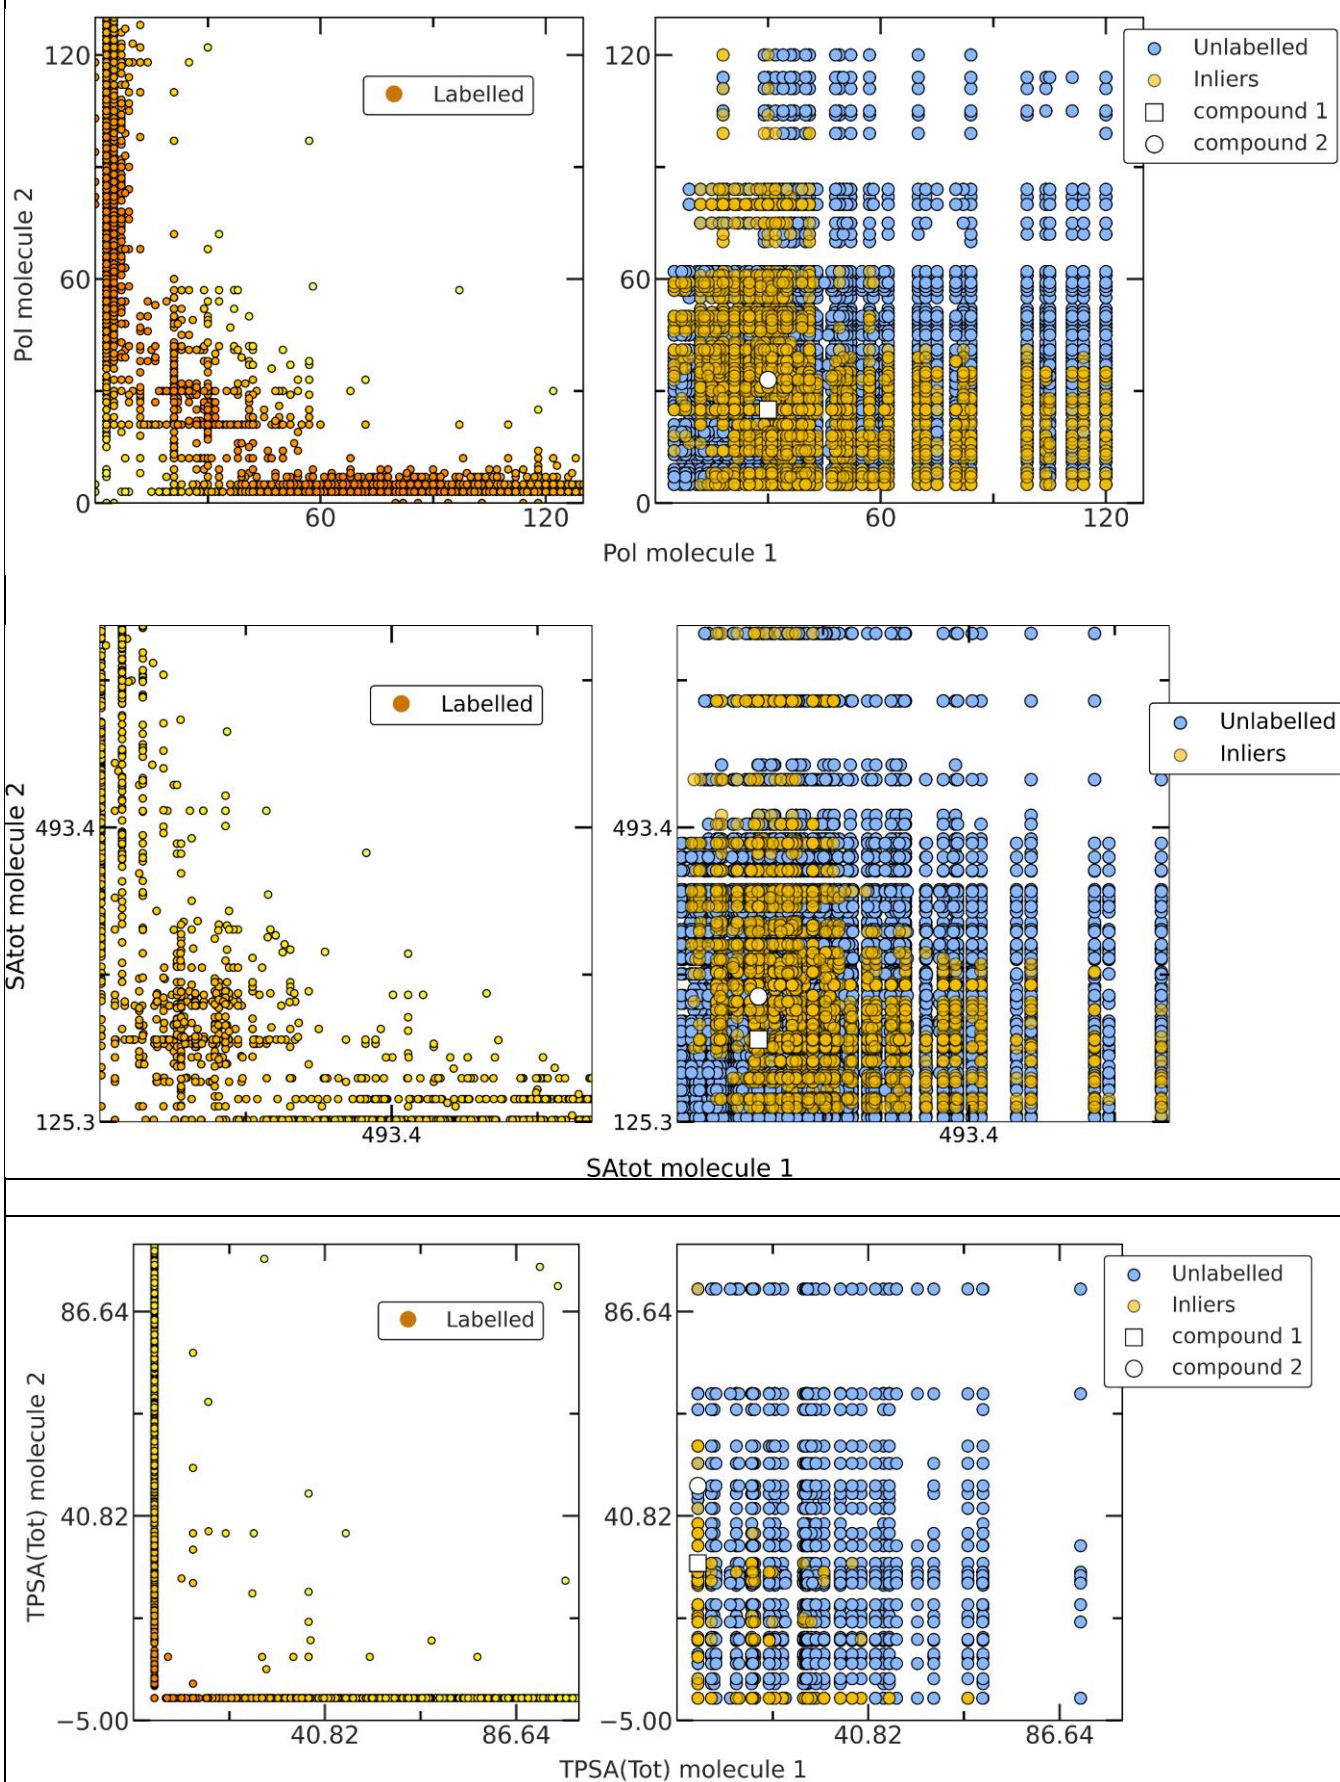 Pol molecule 2
120
60
0
60
120
Labelled
120
60
0
60
120
Unlabelled
Inliers
compound 1
compound 2
Pol molecule 1
SAtot molecule 2
493.4
125.3
493.4
Labelled
493.4
125.3
493.4
Unlabelled
Inliers
SAtot molecule 1
TPSA(Tot) molecule 2
86.64
40.82
−5.00
40.82
86.64
Labelled
86.64
40.82
−5.00
40.82
86.64
Unlabelled
Inliers
compound 1
compound 2
TPSA(Tot) molecule 1